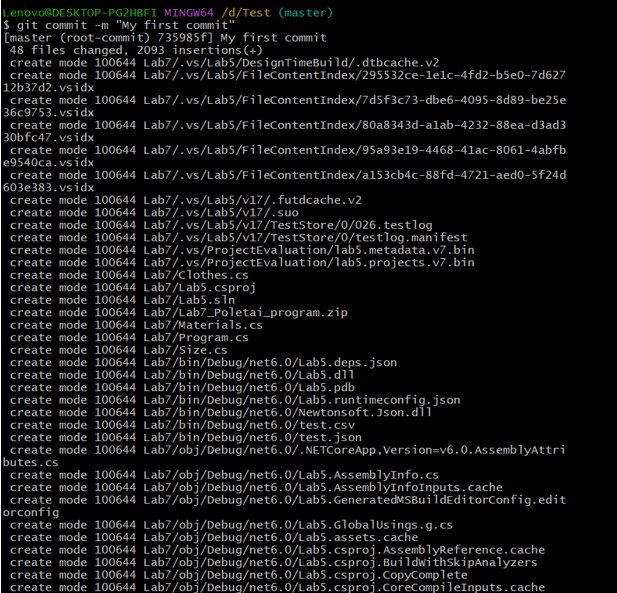 Lenovo@DESKTOP-PG2HBFI MINGW64 /d/Test (master)
$ git commit -m "My first commit"
[master (root-commit) 735985f] My first commit
 48 files changed, 2093 insertions(+)
 create mode 100644 Lab7/.vs/Lab5/DesignTimeBuild/.dtbcache.v2
 create mode 100644 Lab7/.vs/Lab5/FileContentIndex/295532ce-1e1c-4fd2-b5e0-7d627
12b37d2.vsidx
 create mode 100644 Lab7/.vs/Lab5/FileContentIndex/7d5f3c73-dbe6-4095-8d89-be25e
36c9753.vsidx
 create mode 100644 Lab7/.vs/Lab5/FileContentIndex/80a8343d-a1ab-4232-88ea-d3ad3
30bfc47.vsidx
 create mode 100644 Lab7/.vs/Lab5/FileContentIndex/95a93e19-4468-41ac-8061-4abfb
e9540ca.vsidx
 create mode 100644 Lab7/.vs/Lab5/FileContentIndex/a153cb4c-88fd-4721-aed0-5f24d
603e383.vsidx
 create mode 100644 Lab7/.vs/Lab5/v17/.futdcache.v2
 create mode 100644 Lab7/.vs/Lab5/v17/.suo
 create mode 100644 Lab7/.vs/Lab5/v17/TestStore/0/026.testlog
 create mode 100644 Lab7/.vs/Lab5/v17/TestStore/0/testlog.manifest
 create mode 100644 Lab7/.vs/ProjectEvaluation/lab5.metadata.v7.bin
 create mode 100644 Lab7/.vs/ProjectEvaluation/lab5.projects.v7.bin
 create mode 100644 Lab7/Clothes.cs
 create mode 100644 Lab7/Lab5.csproj
 create mode 100644 Lab7/Lab5.sln
 create mode 100644 Lab7/Lab7_Poletai_program.zip
 create mode 100644 Lab7/Materials.cs
 create mode 100644 Lab7/Program.cs
 create mode 100644 Lab7/Size.cs
 create mode 100644 Lab7/bin/Debug/net6.0/Lab5.deps.json
 create mode 100644 Lab7/bin/Debug/net6.0/Lab5.dll
 create mode 100644 Lab7/bin/Debug/net6.0/Lab5.pdb
 create mode 100644 Lab7/bin/Debug/net6.0/Lab5.runtimeconfig.json
 create mode 100644 Lab7/bin/Debug/net6.0/Newtonsoft.Json.dll
 create mode 100644 Lab7/bin/Debug/net6.0/test.csv
 create mode 100644 Lab7/bin/Debug/net6.0/test.json
 create mode 100644 Lab7/obj/Debug/net6.0/.NETCoreApp,Version=v6.0.AssemblyAttri
butes.cs
 create mode 100644 Lab7/obj/Debug/net6.0/Lab5.AssemblyInfo.cs
 create mode 100644 Lab7/obj/Debug/net6.0/Lab5.AssemblyInfoInputs.cache
 create mode 100644 Lab7/obj/Debug/net6.0/Lab5.GeneratedMSBuildEditorConfig.edit
orconfig
 create mode 100644 Lab7/obj/Debug/net6.0/Lab5.GlobalUsings.g.cs
 create mode 100644 Lab7/obj/Debug/net6.0/Lab5.assets.cache
 create mode 100644 Lab7/obj/Debug/net6.0/Lab5.csproj.AssemblyReference.cache
 create mode 100644 Lab7/obj/Debug/net6.0/Lab5.csproj.BuildWithSkipAnalyzers
 create mode 100644 Lab7/obj/Debug/net6.0/Lab5.csproj.CopyComplete
 create mode 100644 Lab7/obj/Debug/net6.0/Lab5.csproj.CoreCompileInputs.cache